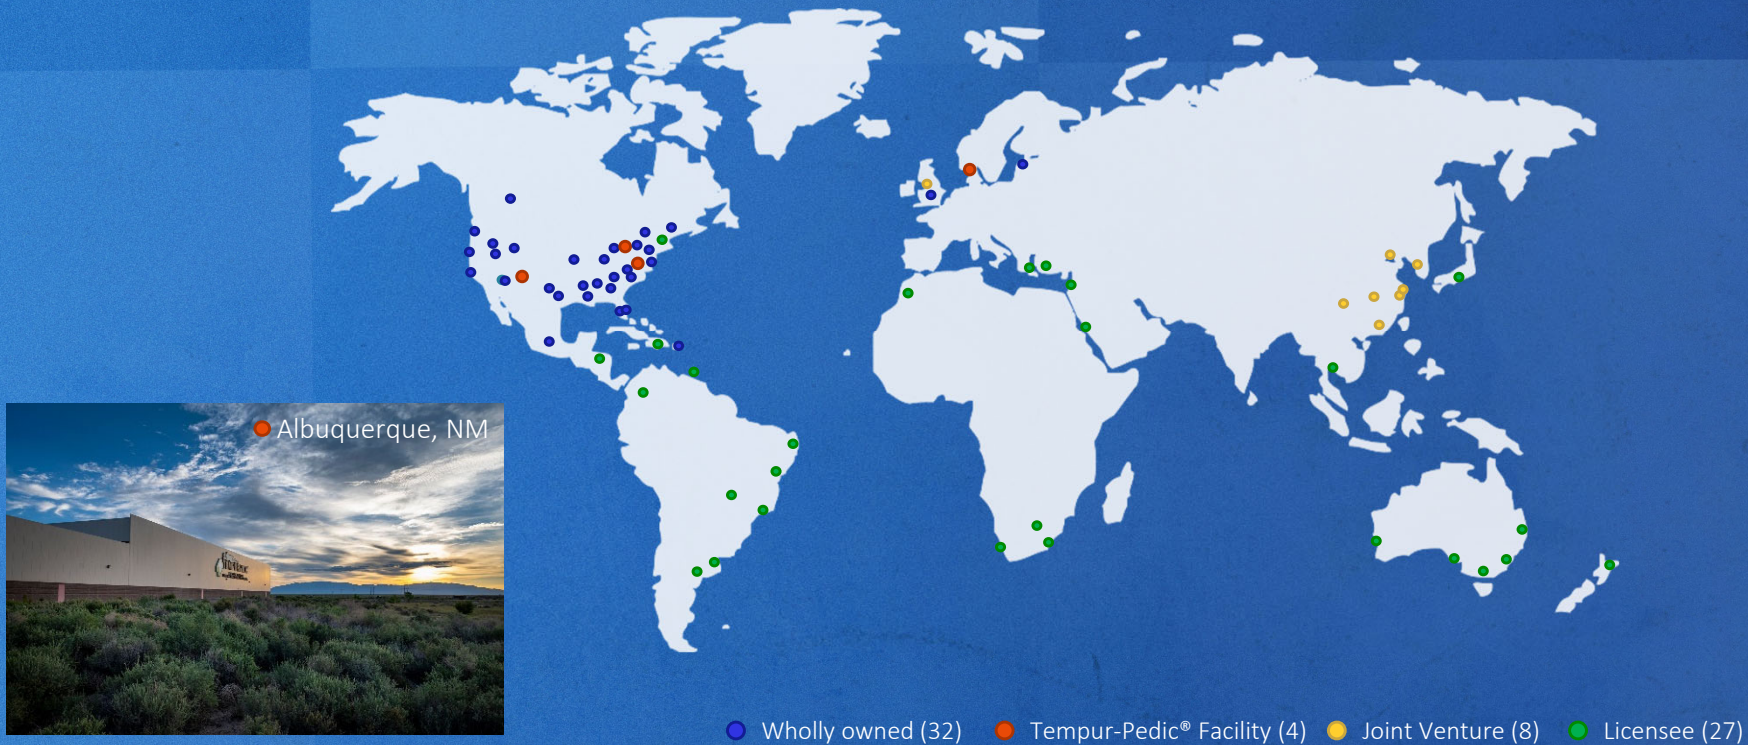 Albuquerque, NM
Wholly owned (32) Tempur-Pedic® Facility (4) Joint Venture (8) Licensee (27)